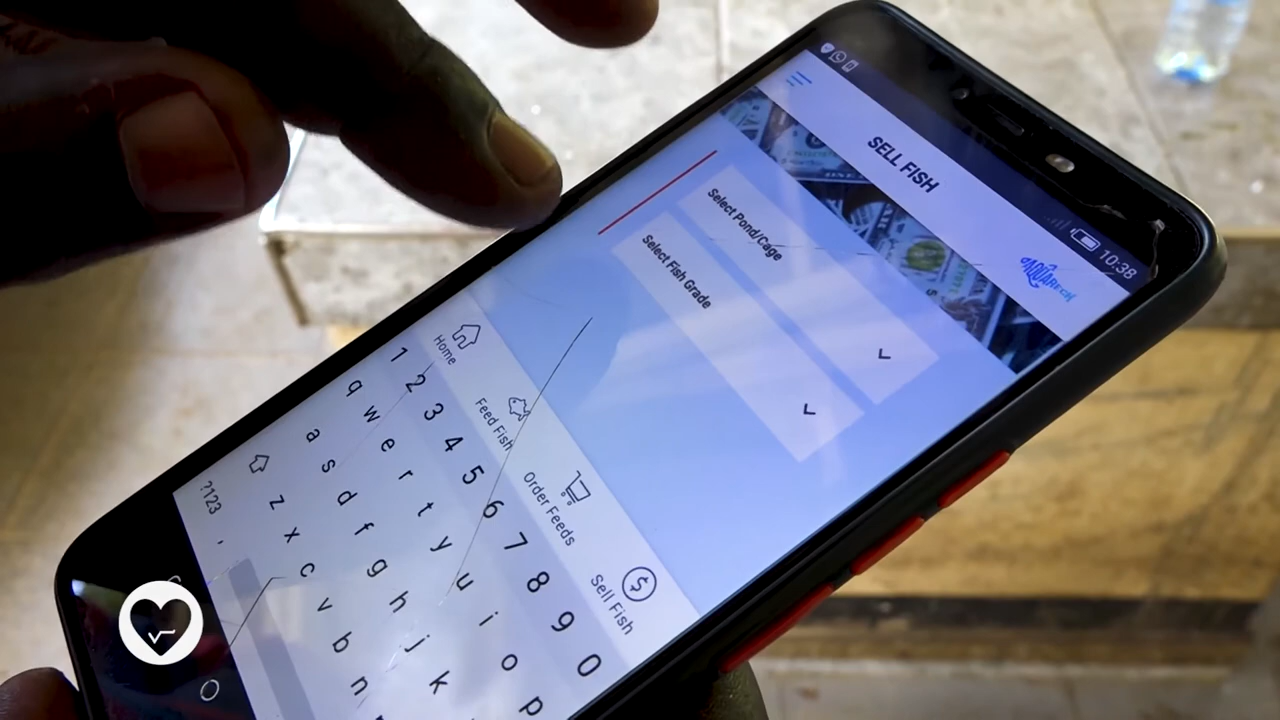 10:38
SELL FISH
AQUARECH
Select Pond/Cage
Select Fish Grade
Home
Feed Fish
Order Feeds
Sell Fish
$
1 2 3 4 5 6 7 8 9 0
q w e r t y u i o p
a s d f g h j k
z x c v b n
?123 ,